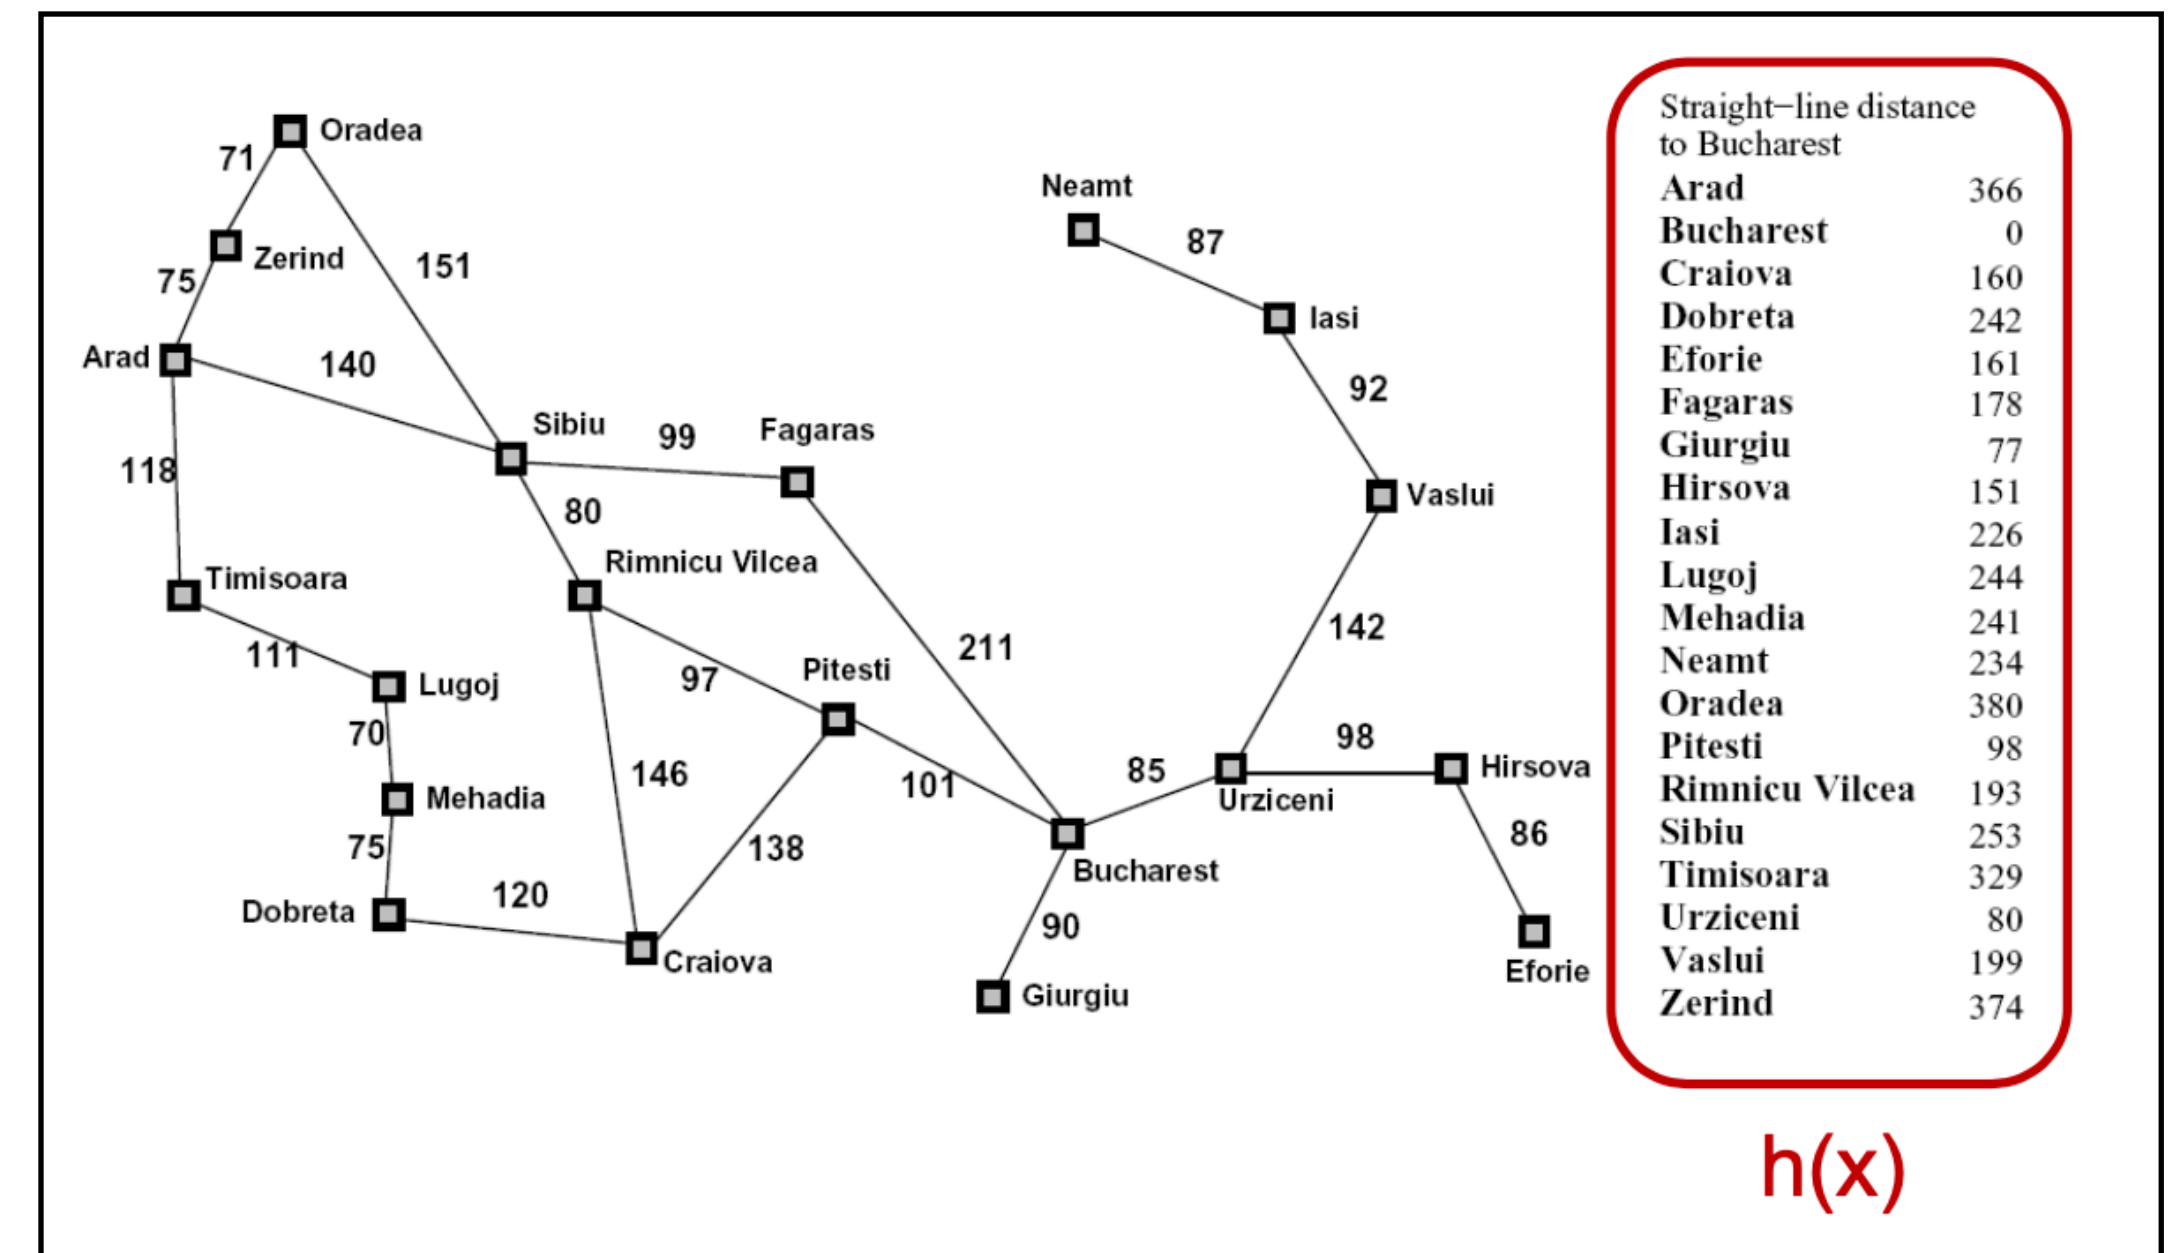 Oradea
71
Zerind
151
75
Arad
140
118
Sibiu
99
Fagaras
80
Timisoara
Rimnicu Vilcea
111
Lugoj
97
Pitesti
211
70
Mehadia
146
101
75
138
Dobreta
120
Craiova
Bucharest
90
Giurgiu
Neamt
87
Iasi
92
Vaslui
142
85
98
Hirsova
Urziceni
86
Eforie
Straight-line distance
to Bucharest
Arad 366
Bucharest 0
Craiova 160
Dobreta 242
Eforie 161
Fagaras 178
Giurgiu 77
Hirsova 151
Iasi 226
Lugoj 244
Mehadia 241
Neamt 234
Oradea 380
Pitesti 98
Rimnicu Vilcea 193
Sibiu 253
Timisoara 329
Urziceni 80
Vaslui 199
Zerind 374
h(x)